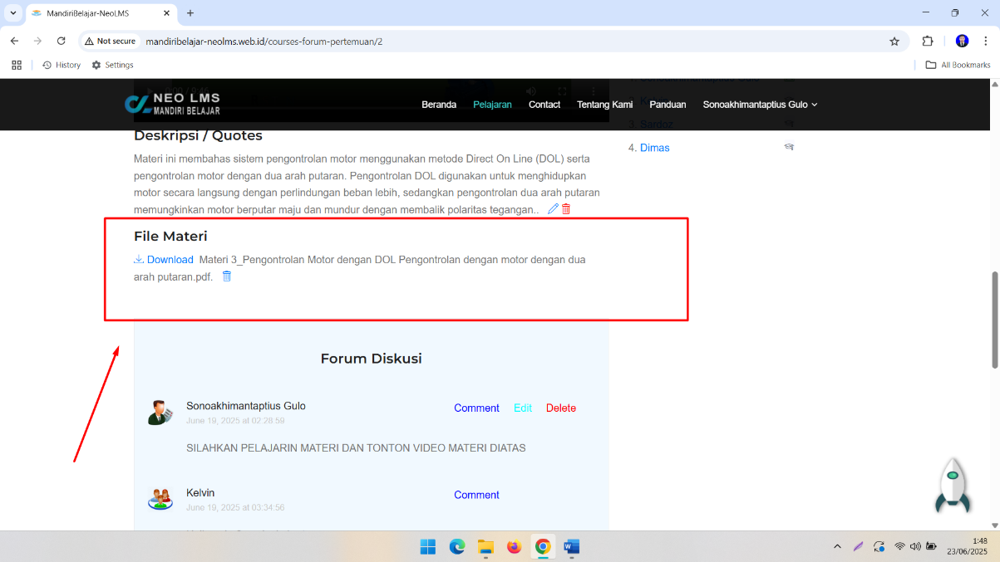 MandiriBelajar-NeoLMS
Not secure
mandiribelajar-neolms.web.id/courses-forum-pertemuan/2
History
Settings
All Bookmarks
0:00 / 9:46
NEO LMS
MANDIRI BELAJAR
Beranda
Pelajaran
Contact
Tentang Kami
Panduan
Sonoakhimantaptius Gulo
3. Sardoz
4. Dimas
Deskripsi / Quotes
Materi ini membahas sistem pengontrolan motor menggunakan metode Direct On Line (DOL) serta
pengontrolan motor dengan dua arah putaran. Pengontrolan DOL digunakan untuk menghidupkan
motor secara langsung dengan perlindungan beban lebih, sedangkan pengontrolan dua arah putaran
memungkinkan motor berputar maju dan mundur dengan membalik polaritas tegangan..
File Materi
Download Materi 3_Pengontrolan Motor dengan DOL Pengontrolan dengan motor dengan dua
arah putaran.pdf.
Forum Diskusi
Sonoakhimantaptius Gulo
Comment
Edit
Delete
June 19, 2025 at 02:28:59
SILAHKAN PELAJARIN MATERI DAN TONTON VIDEO MATERI DIATAS
Kelvin
Comment
June 19, 2025 at 03:34:56
1:48
23/06/2025